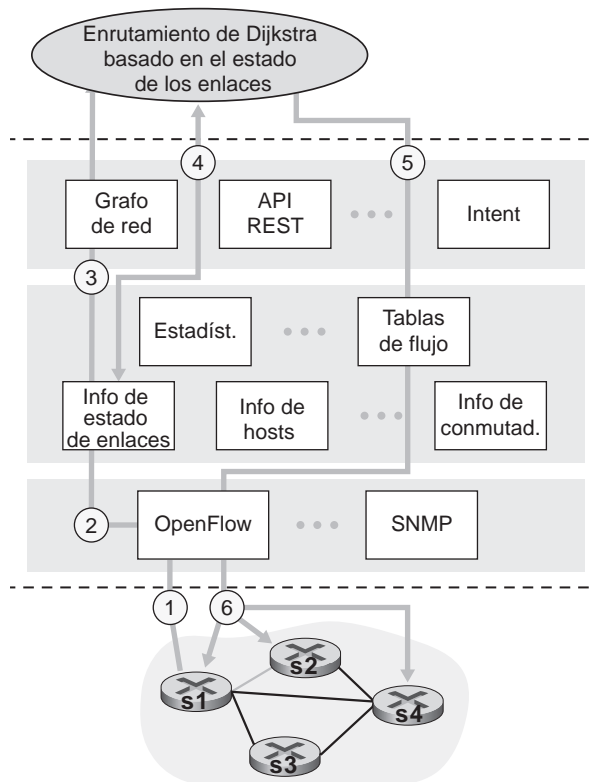 Enrutamiento de Dijkstra
basado en el estado
de los enlaces
4
5
Grafo
de red
API
REST
Intent
3
Estadíst.
Tablas
de flujo
Info de
estado
de enlaces
Info de
hosts
Info de
conmutad.
2
OpenFlow
SNMP
1
6
s2
s1
s4
s3